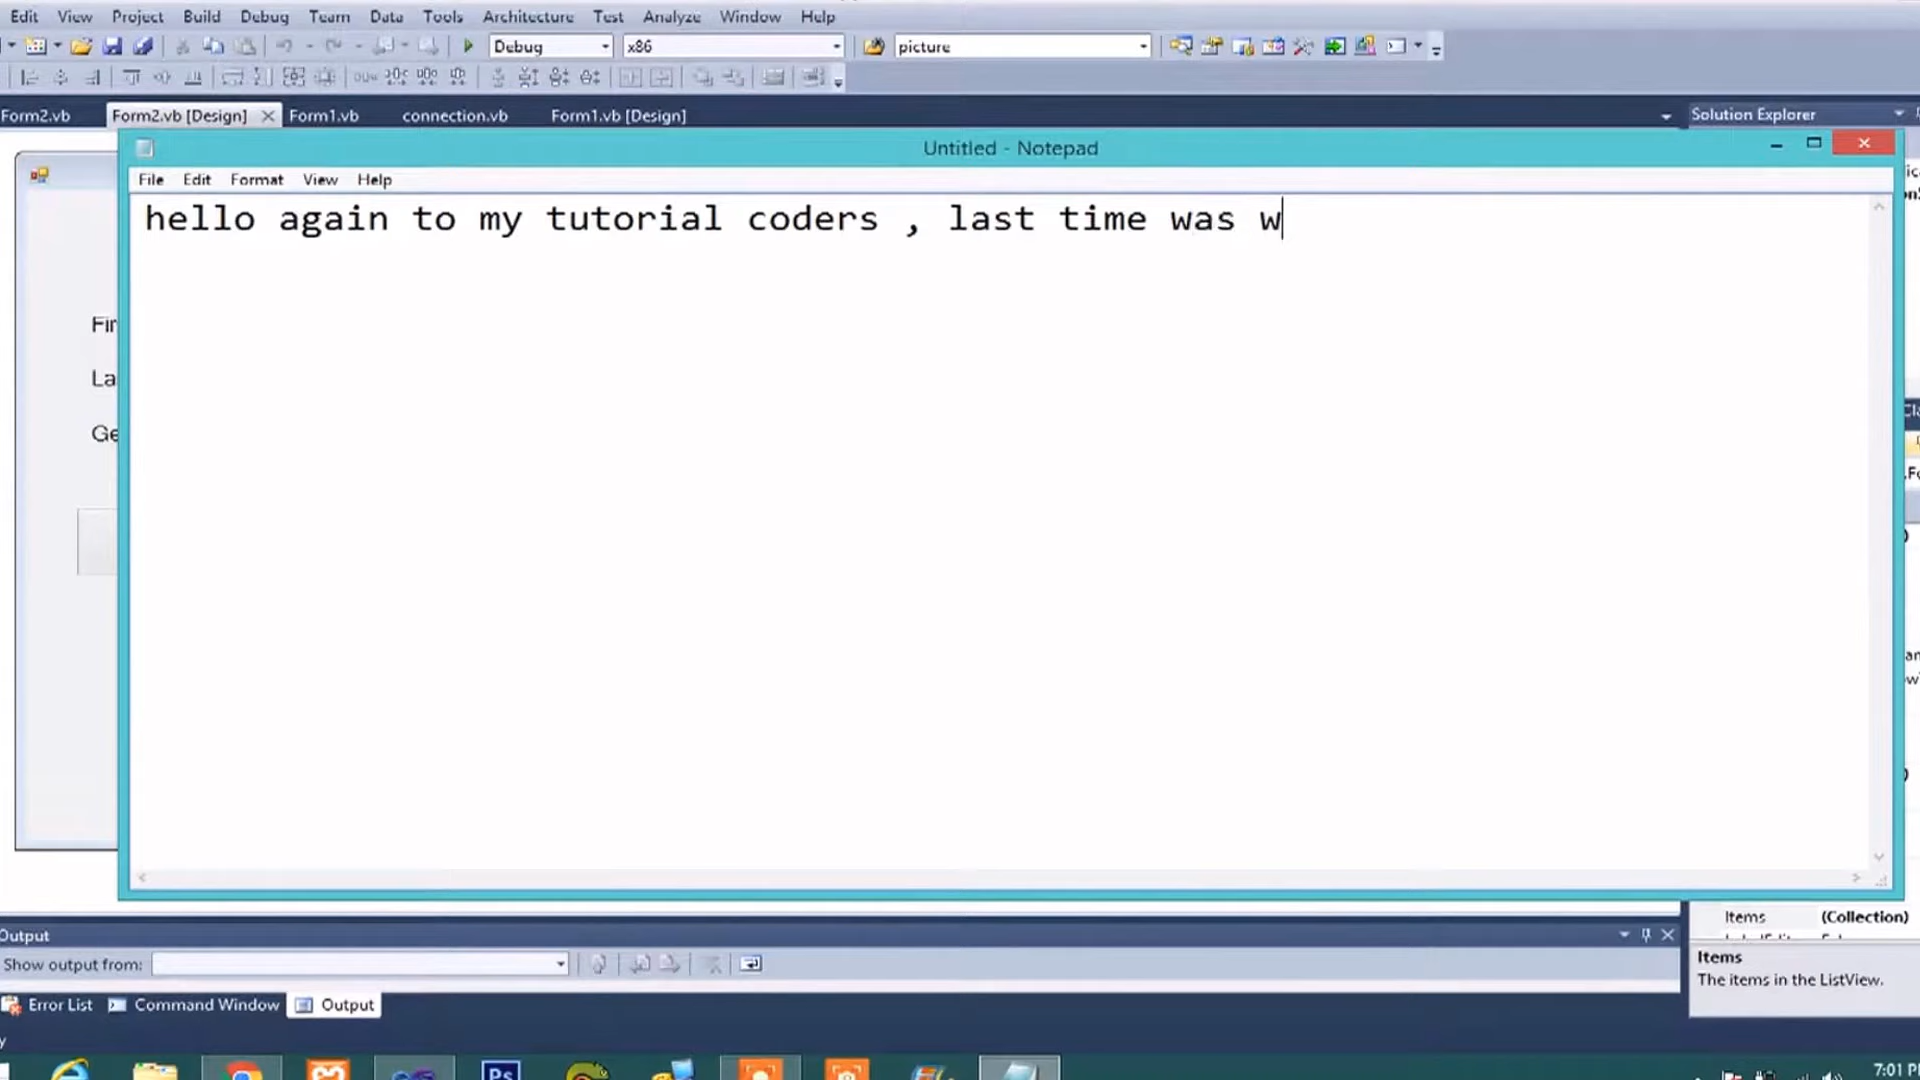 Edit View Project Build Debug Team Data Tools Architecture Test Analyze Window Help
Debug x86 picture
Form2.vb Form2.vb [Design] Form1.vb connection.vb Form1.vb [Design] Solution Explorer
Untitled - Notepad
File Edit Format View Help
hello again to my tutorial coders , last time was w
Fir
La
Ge
Items (Collection)
Output
Items
Show output from:
The items in the ListView.
Error List Command Window Output
Ps
7:01 P